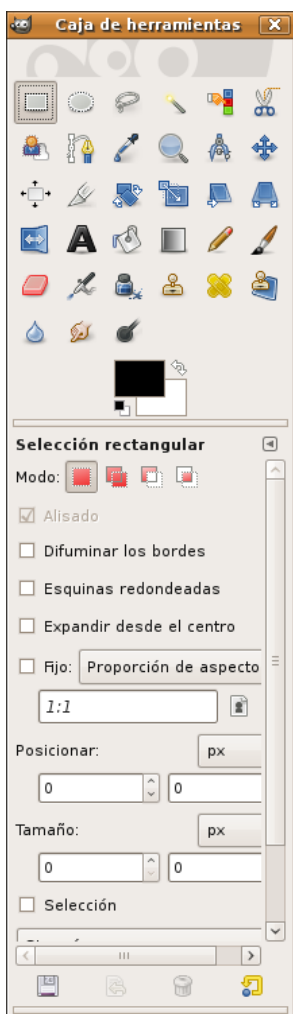 Caja de herramientas
Selección rectangular
Modo:
Alisado
Difuminar los bordes
Esquinas redondeadas
Expandir desde el centro
Fijo: Proporción de aspecto
1:1
Posicionar: px
0 0
Tamaño: px
0 0
Selección